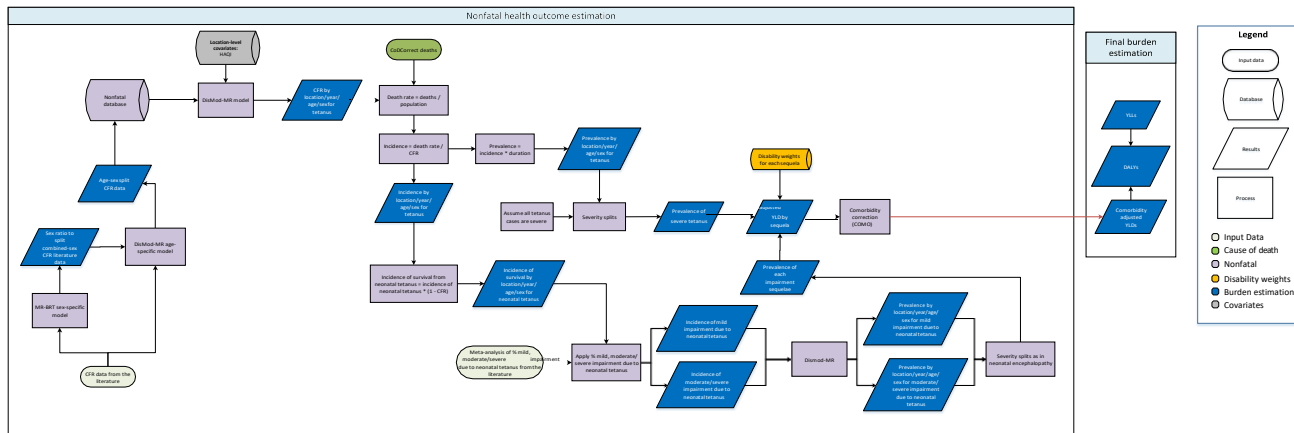 Nonfatal health outcome estimation
Location-level
covariates:
HAQI
CoDCorrect deaths
Nonfatal
database
DisMod-MR model
CFR by
location/year/
age/sex for
tetanus
Death rate = deaths /
population
Incidence = death rate /
CFR
Prevalence =
incidence * duration
Prevalence by
location/year/
age/sex for
tetanus
Disability weights
for each sequela
Age-sex split
CFR data
Incidence by
location/year/
age/sex for
tetanus
Assume all tetanus
cases are severe
Severity splits
Prevalence of
severe tetanus
YLD by
sequela
Comorbidity
correction
(COMO)
Sex ratio to
split
combined-sex
CFR literature
data
DisMod-MR age-
specific model
MR-BRT sex-specific
model
CFR data from the
literature
Incidence of survival from
neonatal tetanus = incidence of
neonatal tetanus * (1 - CFR)
Incidence of
survival by
location/year/
age/sex for
neonatal tetanus
Prevalence of
each
impairment
sequelae
Meta-analysis of % mild,
moderate/severe impairment
due to neonatal tetanus from the
literature
Apply % mild, moderate/
severe impairment due to
neonatal tetanus
Incidence of mild
impairment due to
neonatal tetanus
Incidence of
moderate/severe
impairment due to
neonatal tetanus
Dismod-MR
Prevalence by
location/year/age/
sex for mild
impairment due to
neonatal tetanus
Prevalence by
location/year/age/
sex for moderate/
severe impairment
due to neonatal
tetanus
Severity splits as in
neonatal encephalopathy
Final burden
estimation
YLLs
DALYs
Comorbidity
adjusted
YLDs
Legend
Input data
Database
Results
Process
Input Data
Cause of death
Nonfatal
Disability weights
Burden estimation
Covariates